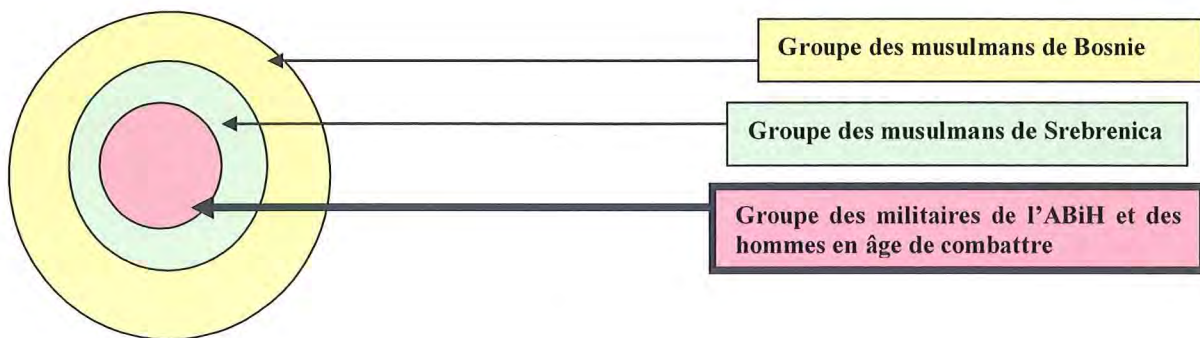 Groupe des musulmans de Bosnie
Groupe des musulmans de Srebrenica
Groupe des militaires de l’ABiH et des
hommes en âge de combattre